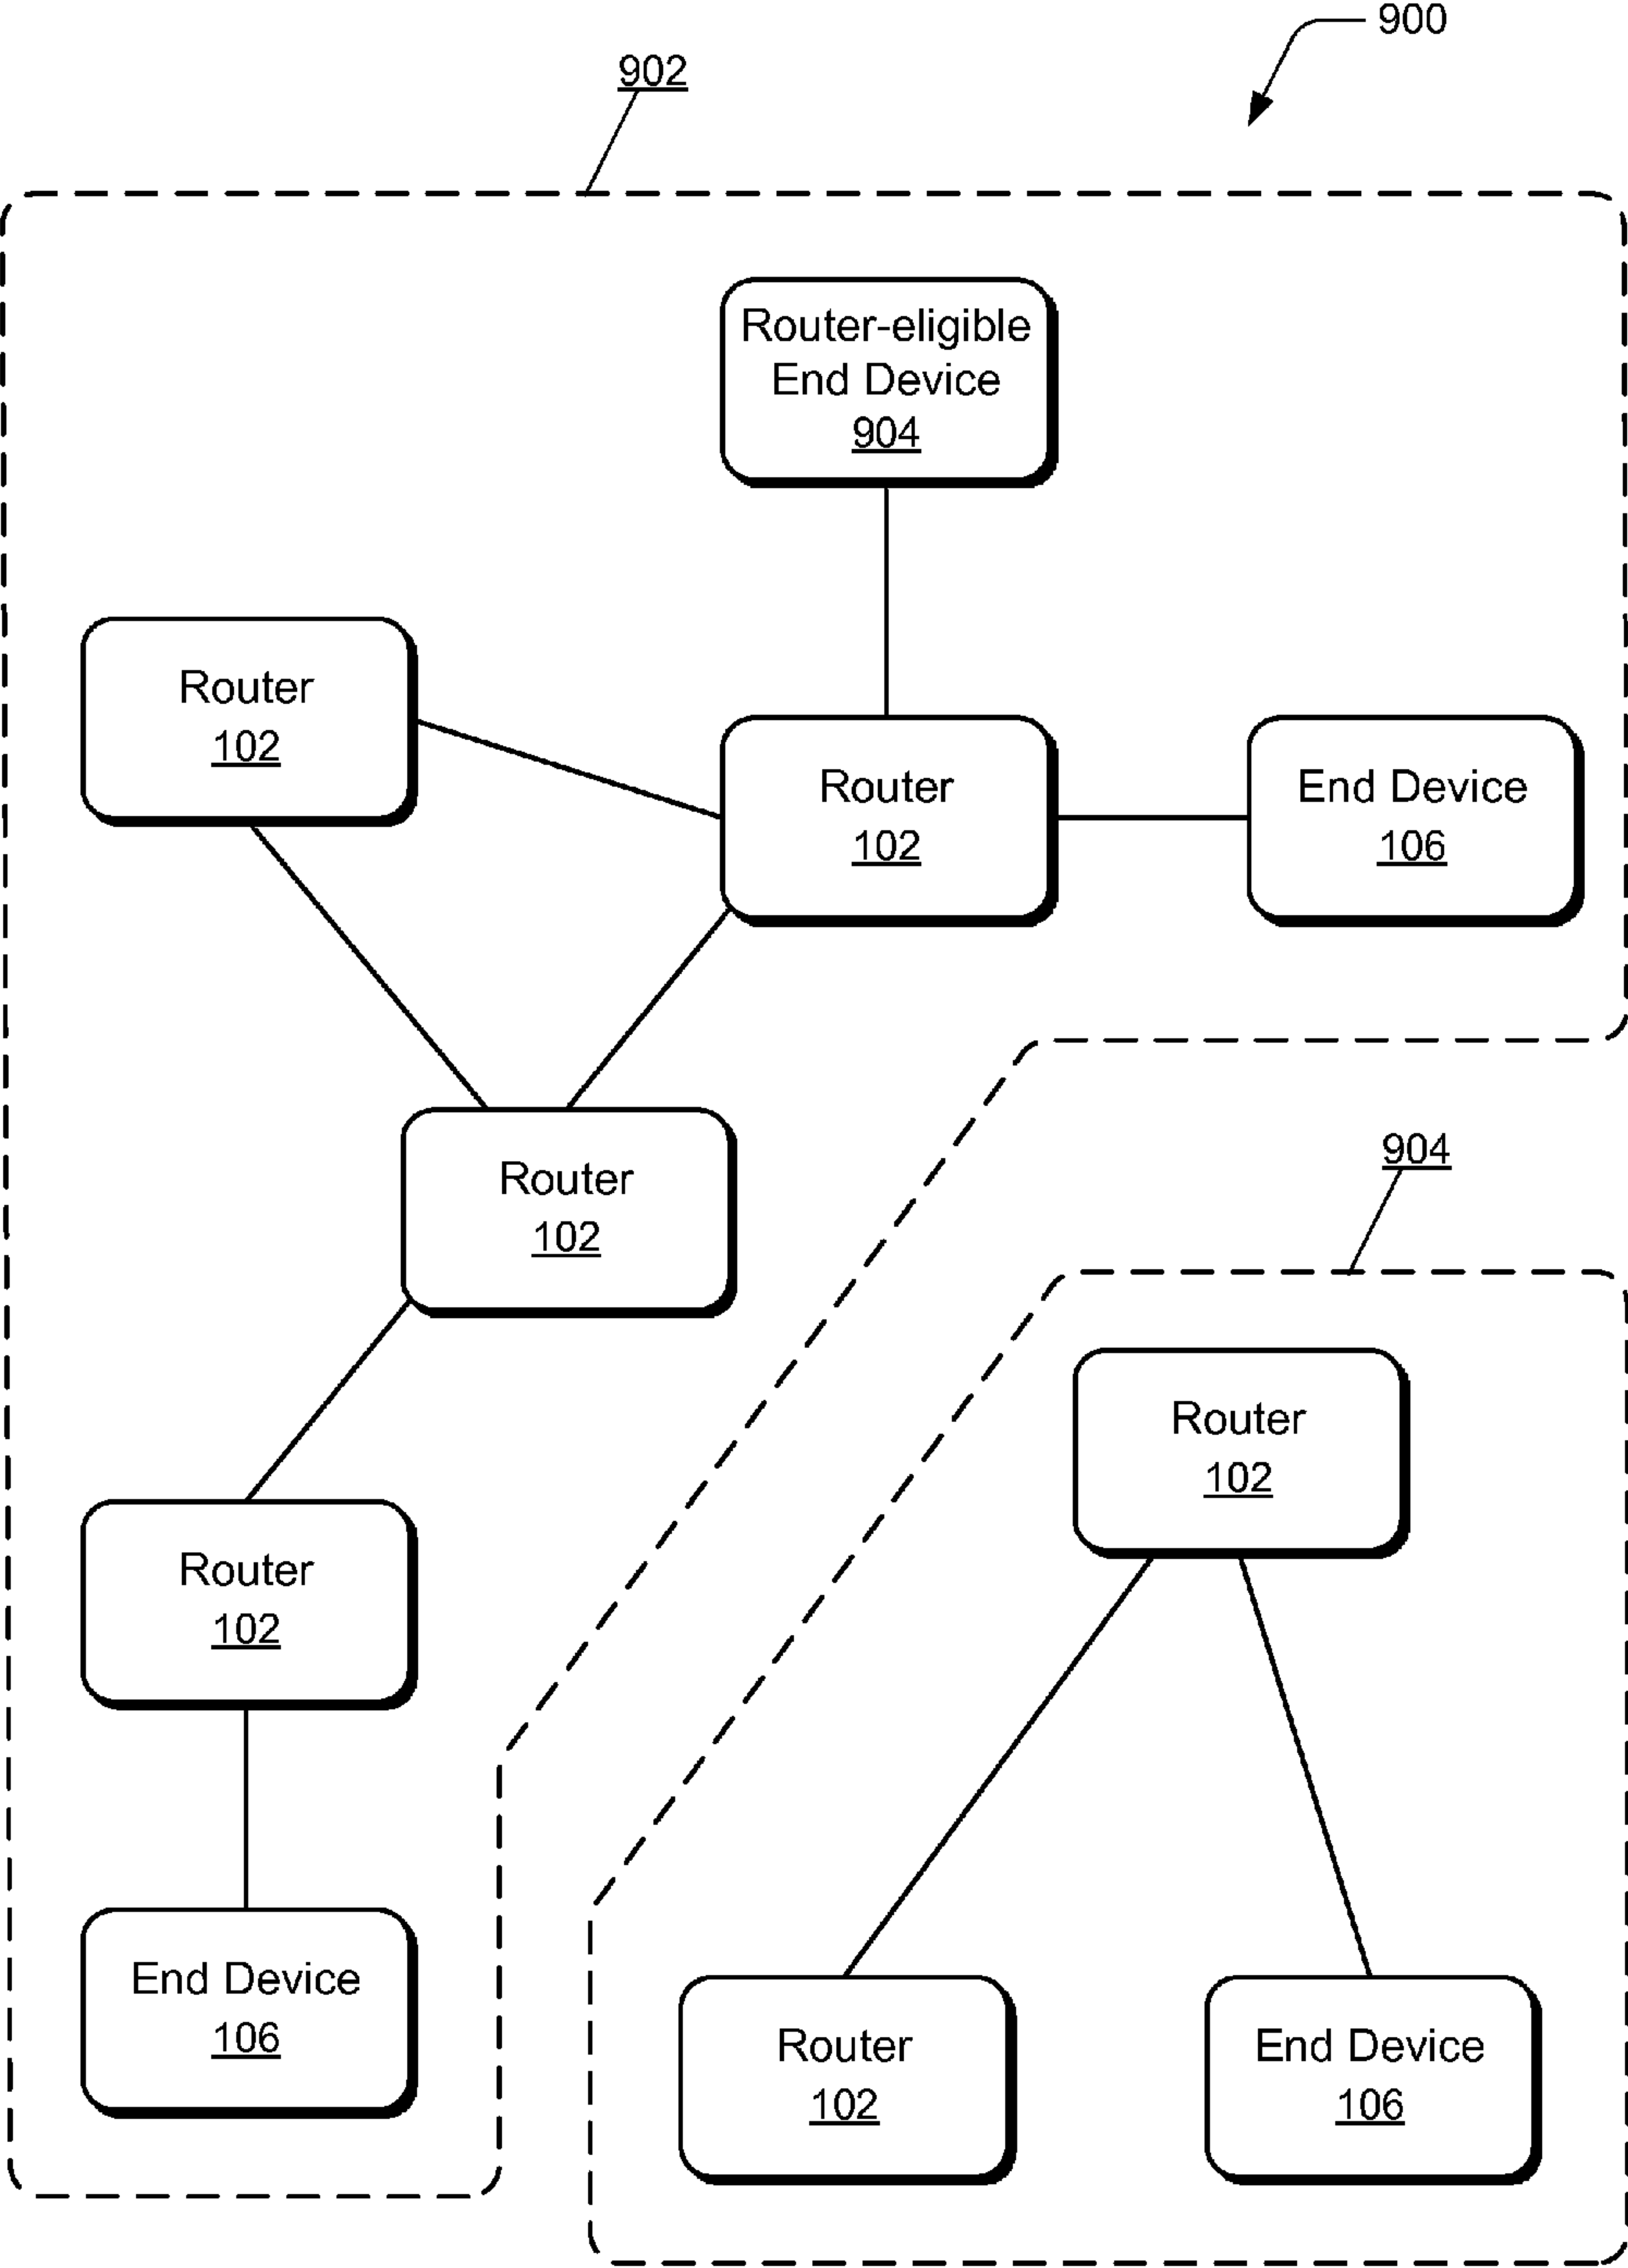 900
902
Router-eligible
End Device
904
Router
102
Router
102
End Device
106
Router
102
904
Router
102
Router
102
End Device
106
Router
102
End Device
106